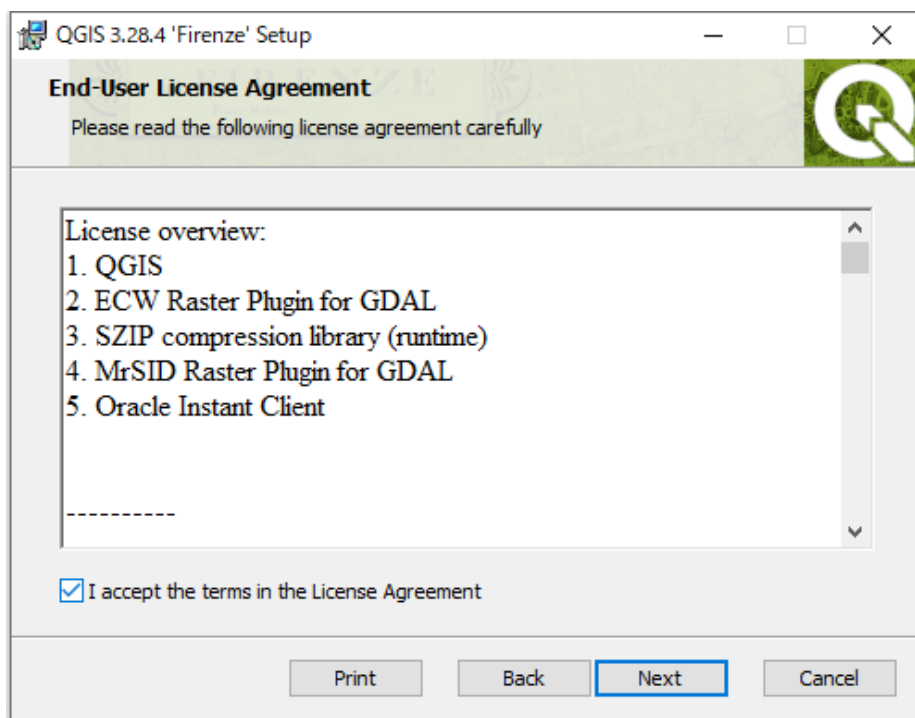 QGIS 3.28.4 'Firenze' Setup
End-User License Agreement
Please read the following license agreement carefully
License overview:
1. QGIS
2. ECW Raster Plugin for GDAL
3. SZIP compression library (runtime)
4. MrSID Raster Plugin for GDAL
5. Oracle Instant Client
----------
I accept the terms in the License Agreement
Print Back Next Cancel